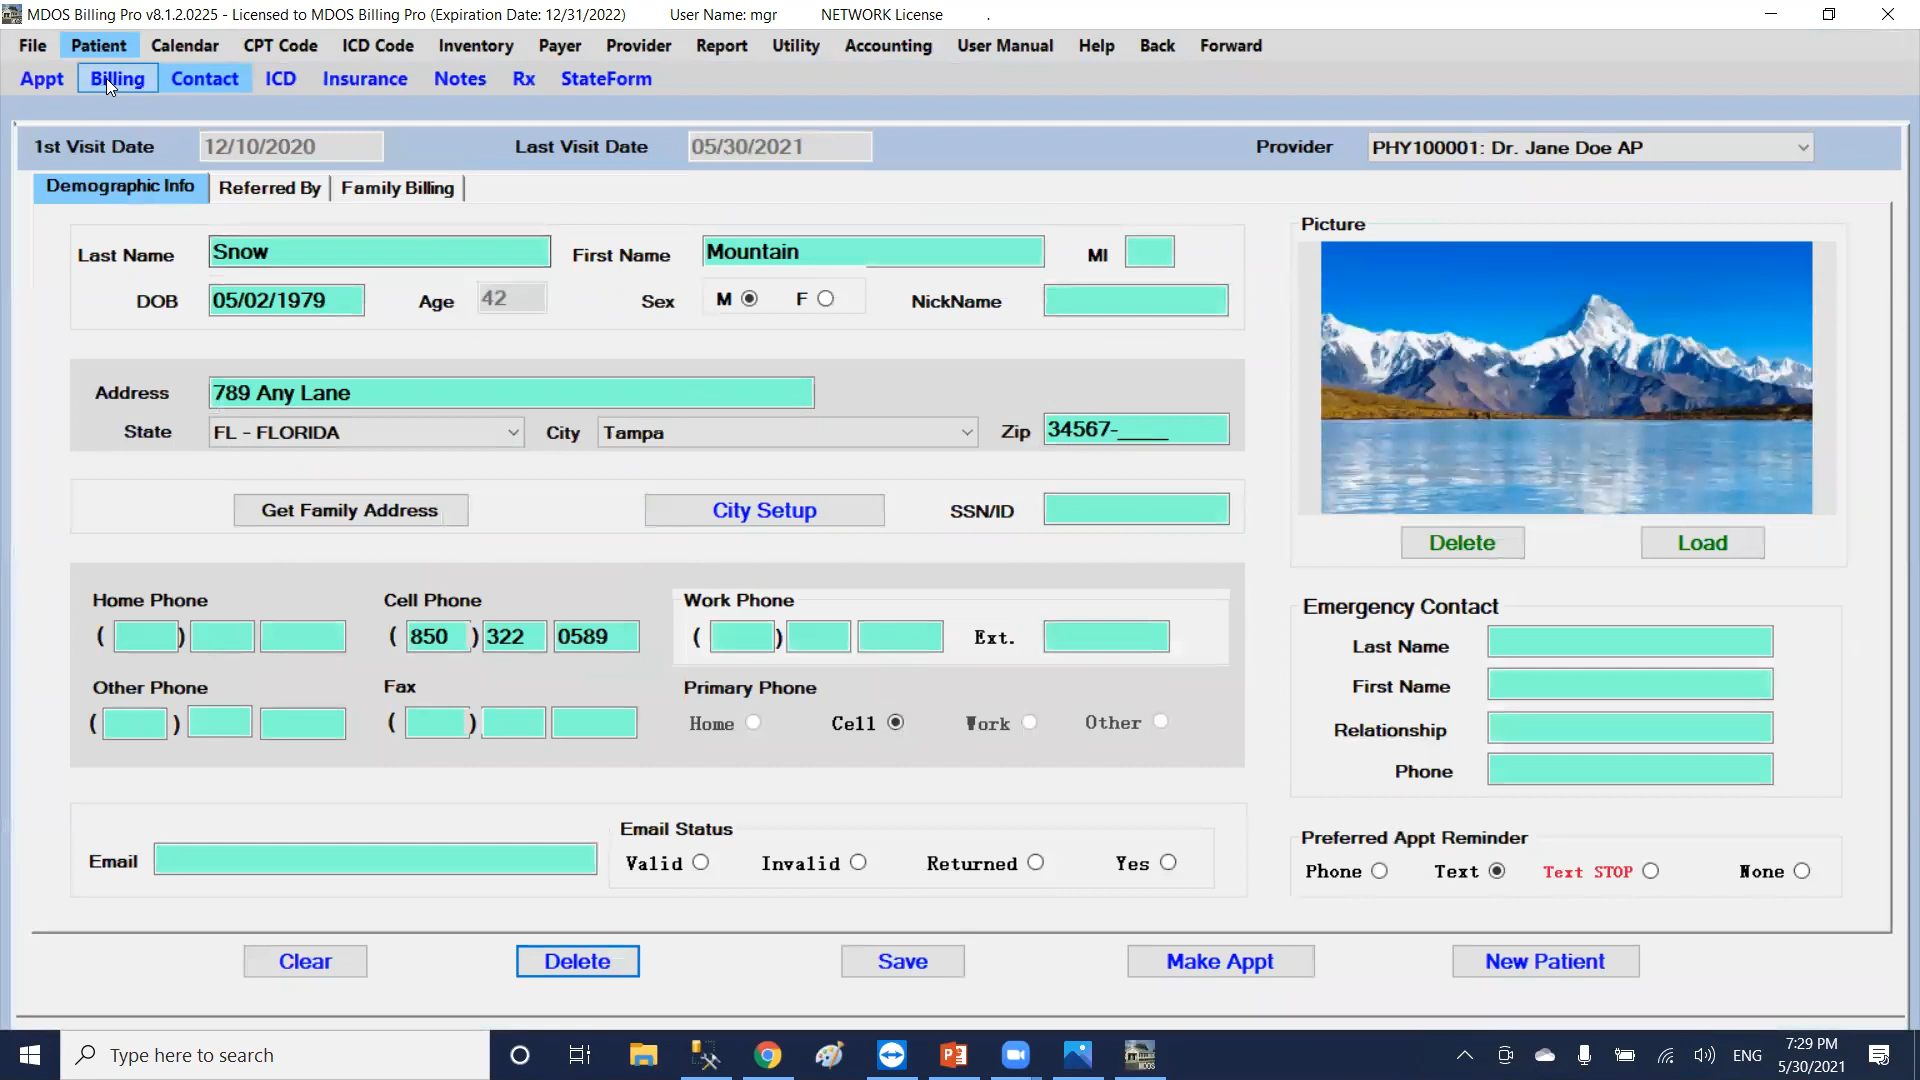 MDOS Billing Pro v8.1.2.0225 - Licensed to MDOS Billing Pro (Expiration Date: 12/31/2022) User Name: mgr NETWORK License .
File Patient Calendar CPT Code ICD Code Inventory Payer Provider Report Utility Accounting User Manual Help Back Forward
Appt Billing Contact ICD Insurance Notes Rx StateForm
1st Visit Date 12/10/2020 Last Visit Date 05/30/2021 Provider PHY100001: Dr. Jane Doe AP
Demographic Info Referred By Family Billing
Picture
Last Name Snow First Name Mountain MI
DOB 05/02/1979 Age 42 Sex M F NickName
Address 789 Any Lane
State FL - FLORIDA City Tampa Zip 34567-____
Get Family Address City Setup SSN/ID
Delete Load
Home Phone Cell Phone Work Phone
( ) ( 850 ) 322 0589 ( ) Ext.
Other Phone Fax Primary Phone
( ) ( ) Home Cell Work Other
Emergency Contact
Last Name
First Name
Relationship
Phone
Email Status
Email Valid Invalid Returned Yes
Preferred Appt Reminder
Phone Text Text STOP None
Clear Delete Save Make Appt New Patient
Type here to search
MDOS
ENG
7:29 PM
5/30/2021